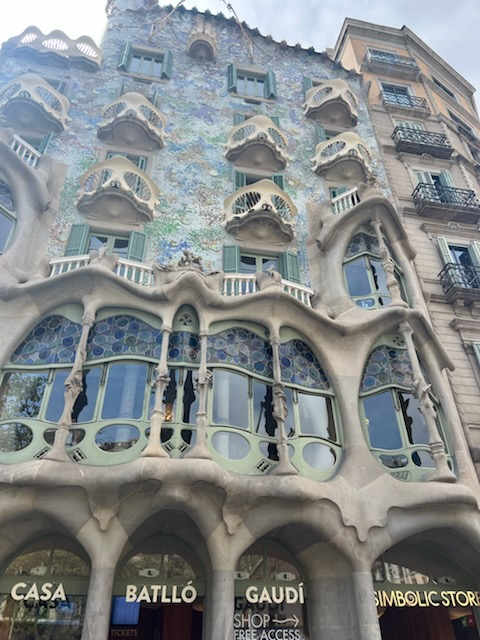 CASA BATLLÓ GAUDÍ SIMBOLIC STORE
SHOP →
FREE ACCESS
TICKETS